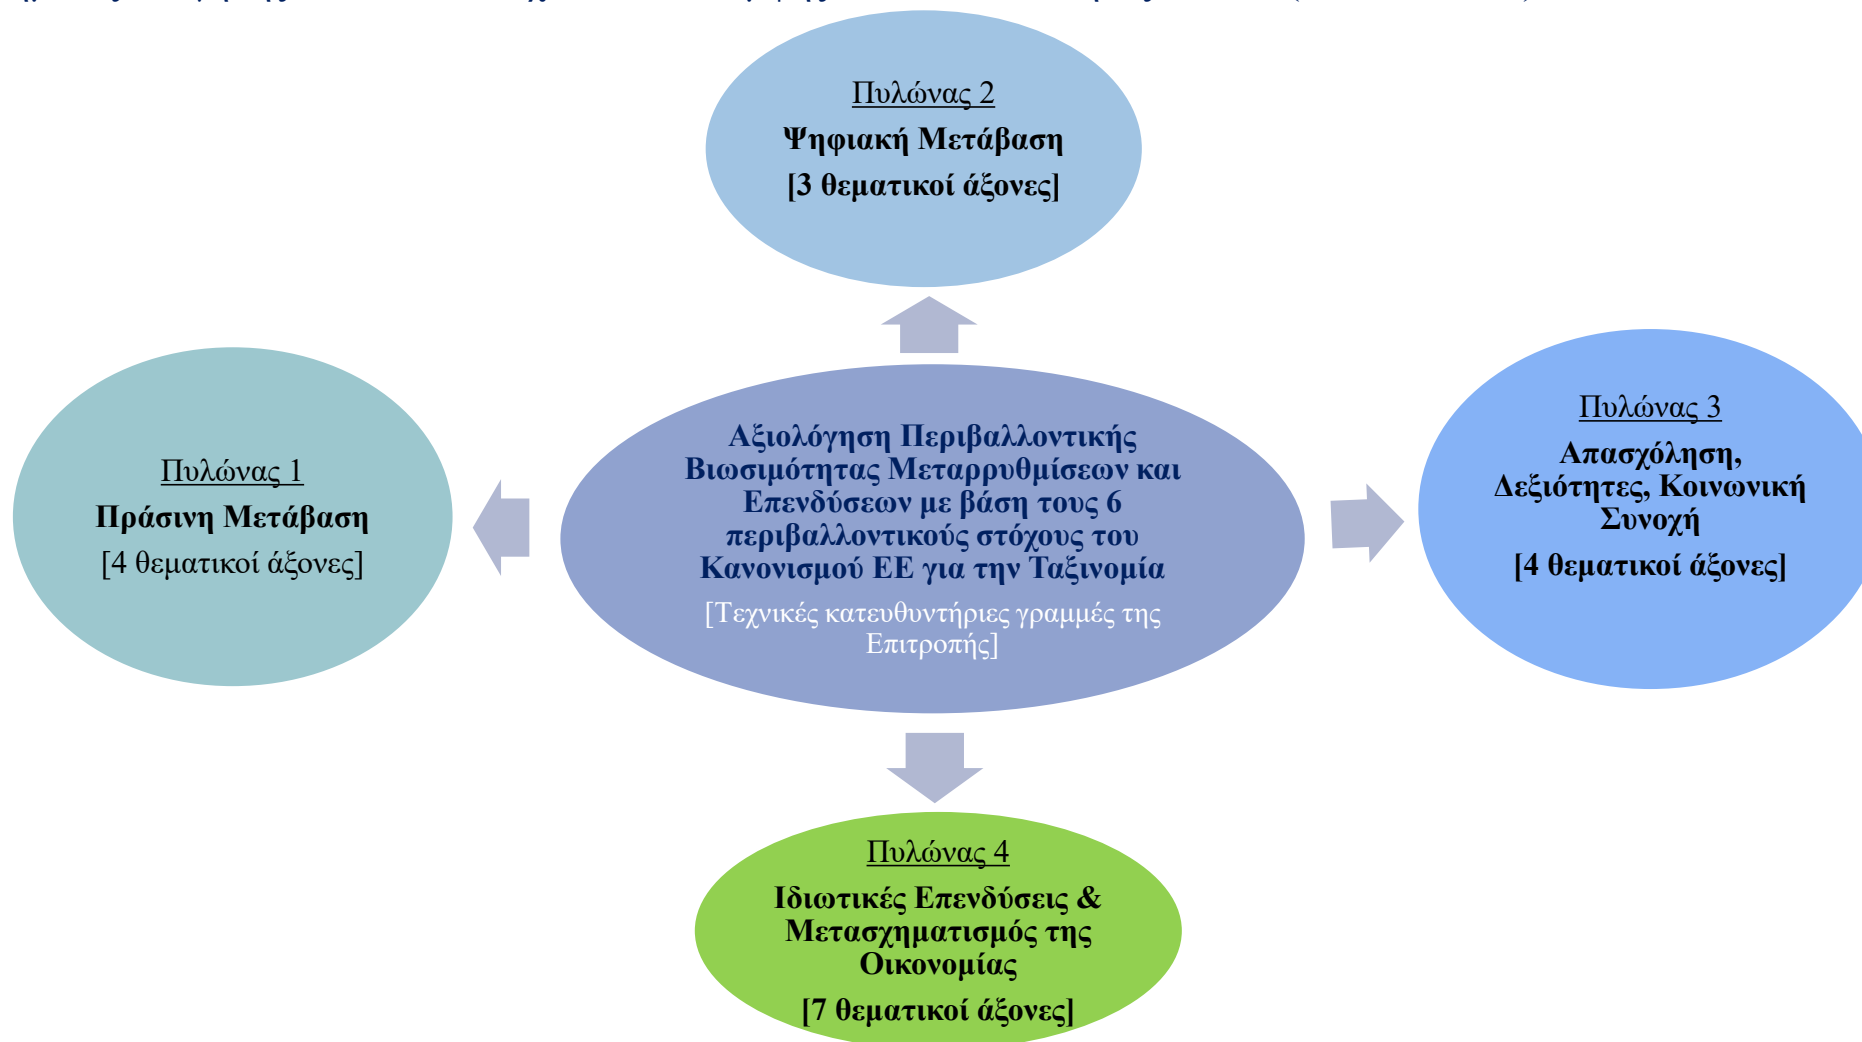 Πυλώνας 2
Ψηφιακή Μετάβαση
[3 θεματικοί άξονες]
Πυλώνας 1
Πράσινη Μετάβαση
[4 θεματικοί άξονες]
Αξιολόγηση Περιβαλλοντικής
Βιωσιμότητας Μεταρρυθμίσεων και
Επενδύσεων με βάση τους 6
περιβαλλοντικούς στόχους του
Κανονισμού ΕΕ για την Ταξινομία
[Τεχνικές κατευθυντήριες γραμμές της
Επιτροπής]
Πυλώνας 3
Απασχόληση,
Δεξιότητες, Κοινωνική
Συνοχή
[4 θεματικοί άξονες]
Πυλώνας 4
Ιδιωτικές Επενδύσεις &
Μετασχηματισμός της
Οικονομίας
[7 θεματικοί άξονες]